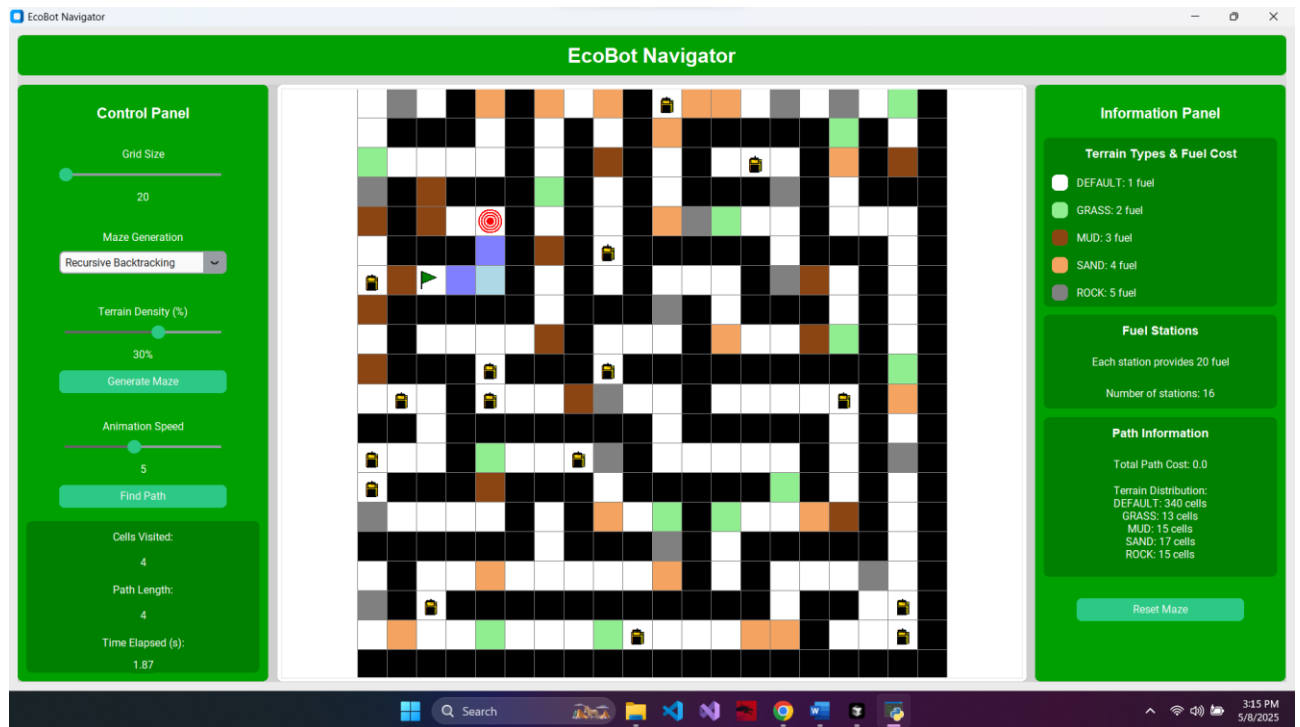 EcoBot Navigator
EcoBot Navigator
Control Panel
Grid Size
20
Maze Generation
Recursive Backtracking
Terrain Density (%)
30%
Generate Maze
Animation Speed
5
Find Path
Cells Visited:
4
Path Length:
4
Time Elapsed (s):
1.87
Information Panel
Terrain Types & Fuel Cost
DEFAULT: 1 fuel
GRASS: 2 fuel
MUD: 3 fuel
SAND: 4 fuel
ROCK: 5 fuel
Fuel Stations
Each station provides 20 fuel
Number of stations: 16
Path Information
Total Path Cost: 0.0
Terrain Distribution:
DEFAULT: 340 cells
GRASS: 13 cells
MUD: 15 cells
SAND: 17 cells
ROCK: 15 cells
Reset Maze
Search
3:15 PM
5/8/2025